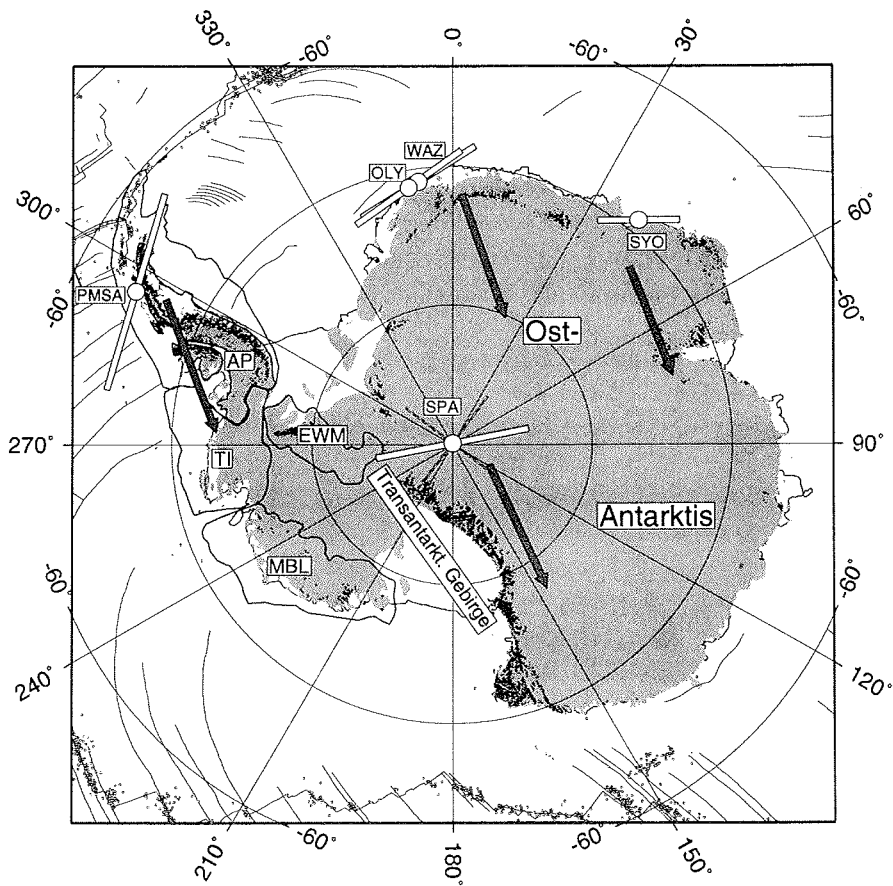 330°
-60°
0°
-60°
30°
WAZ
OLY
300°
60°
SYO
PMSA
-60°
-60°
Ost-
AP
SPA
270°
EWM
90°
TI
Antarktis
Transantarkt. Gebirge
MBL
-60°
-60°
240°
120°
210°
-60°
180°
-60°
150°